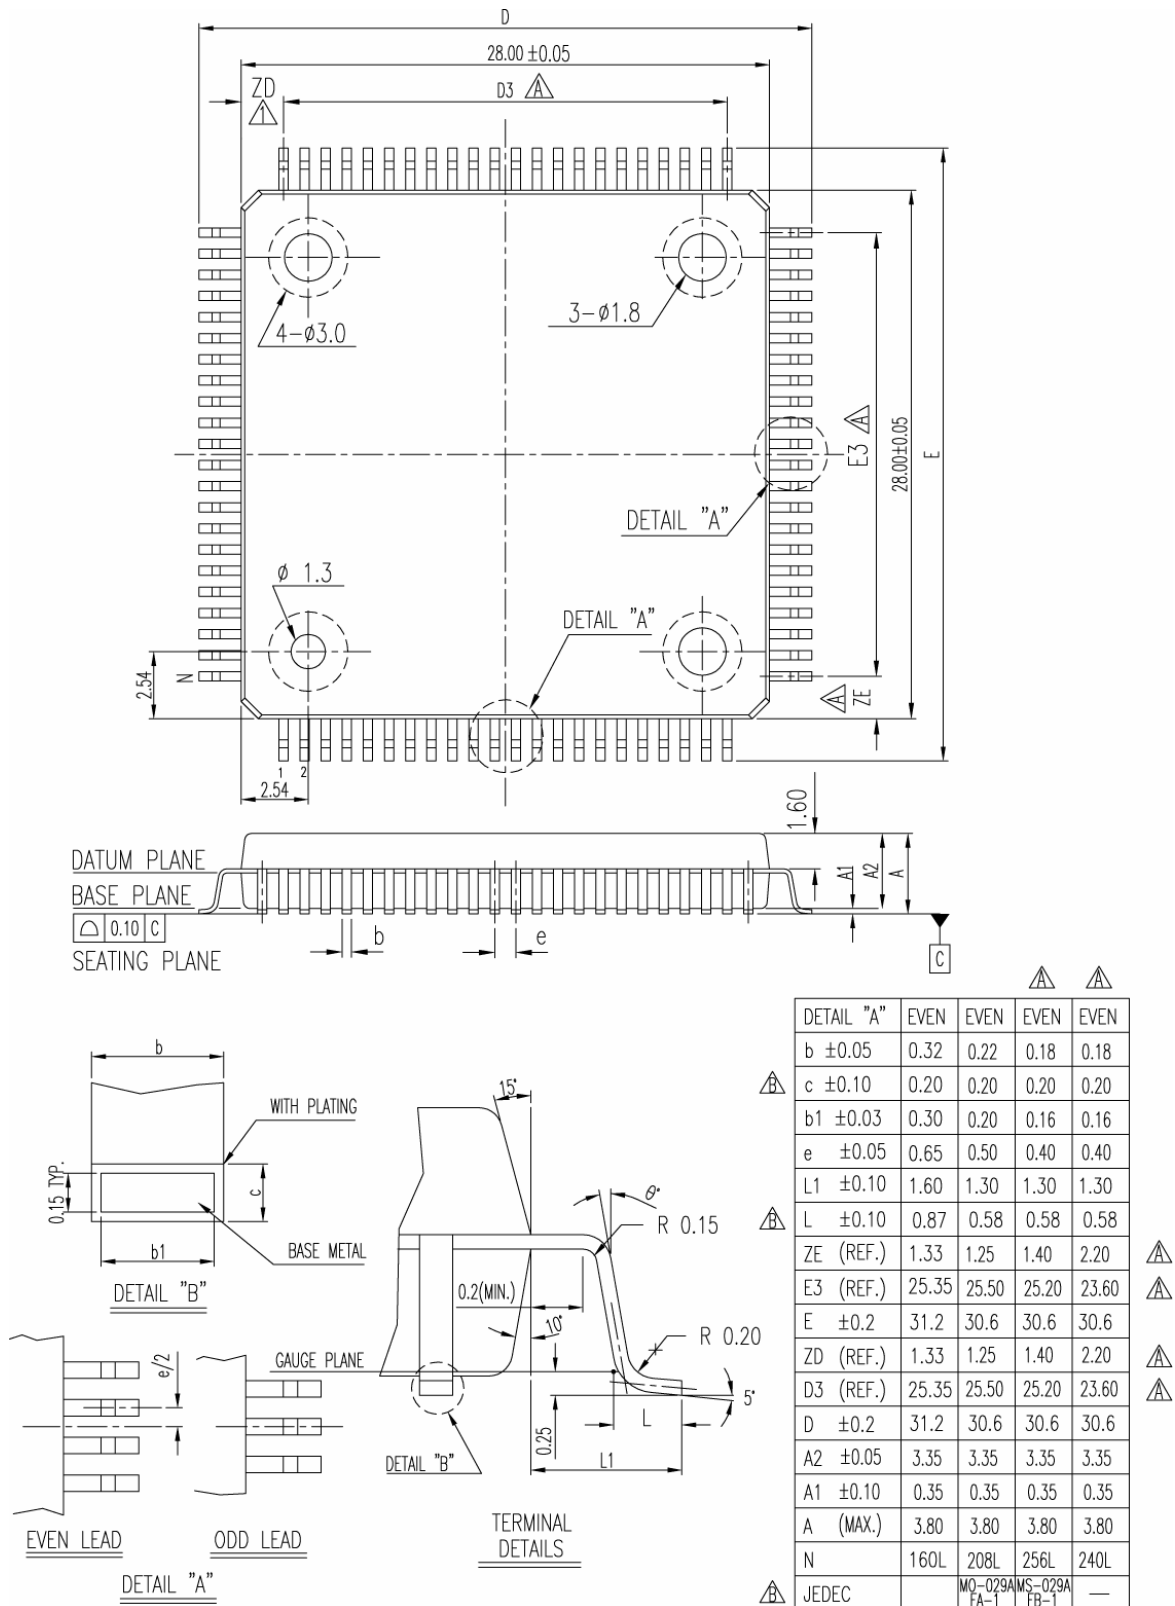 D
28.00 ±0.05
ZD
1
D3 A
4-ø3.0
3-ø1.8
E3 A
28.00±0.05
E
DETAIL "A"
ø 1.3
DETAIL "A"
2.54
N
A ZE
1 2
2.54
1.60
DATUM PLANE
BASE PLANE
0.10 C
SEATING PLANE
A1
A2
A
b
e
C
A A
DETAIL "A" EVEN EVEN EVEN EVEN
b ±0.05 0.32 0.22 0.18 0.18
B c ±0.10 0.20 0.20 0.20 0.20
b1 ±0.03 0.30 0.20 0.16 0.16
e ±0.05 0.65 0.50 0.40 0.40
L1 ±0.10 1.60 1.30 1.30 1.30
B L ±0.10 0.87 0.58 0.58 0.58
ZE (REF.) 1.33 1.25 1.40 2.20 A
E3 (REF.) 25.35 25.50 25.20 23.60 A
E ±0.2 31.2 30.6 30.6 30.6
ZD (REF.) 1.33 1.25 1.40 2.20 A
D3 (REF.) 25.35 25.50 25.20 23.60 A
D ±0.2 31.2 30.6 30.6 30.6
A2 ±0.05 3.35 3.35 3.35 3.35
A1 ±0.10 0.35 0.35 0.35 0.35
A (MAX.) 3.80 3.80 3.80 3.80
N 160L 208L 256L 240L
B JEDEC MO-029A FA-1 MS-029A FB-1 —
b
WITH PLATING
0.15 TYP.
c
b1
BASE METAL
DETAIL "B"
15°
θ°
R 0.15
0.2(MIN.)
10°
R 0.20
GAUGE PLANE
5°
0.25
L
L1
DETAIL "B"
TERMINAL
DETAILS
e/2
EVEN LEAD
ODD LEAD
DETAIL "A"